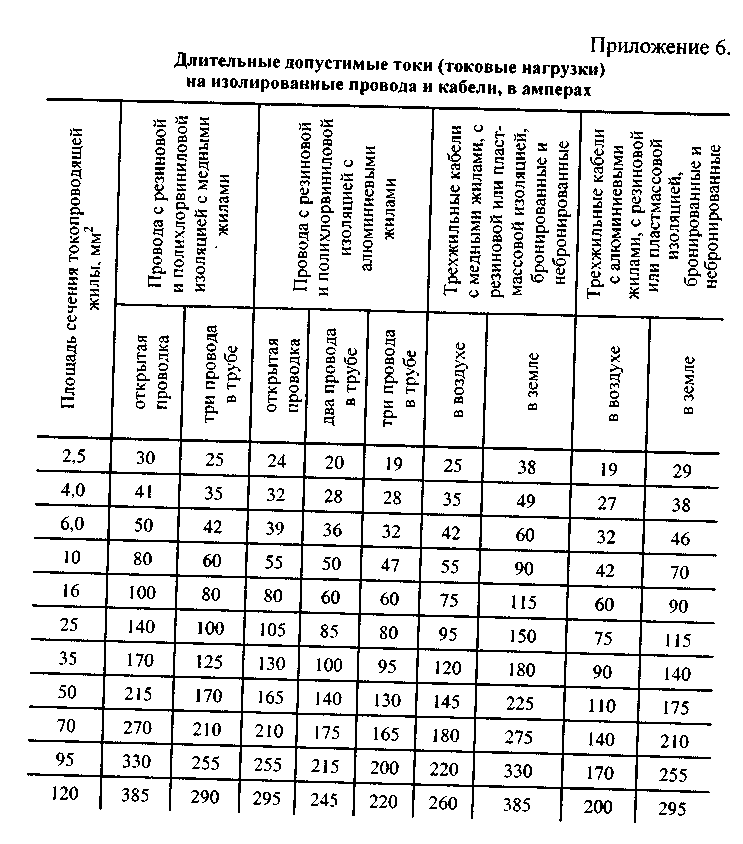 Приложение 6.
Длительные допустимые токи (токовые нагрузки)
на изолированные провода и кабели, в амперах
Площадь сечения токопроводящей
жилы, мм2
Провода с резиновой
и полихлорвиниловой
изоляцией с медными
жилами
Провода с резиновой
и полихлорвиниловой
изоляцией с
алюминиевыми
жилами
Трехжильные кабели
с медными жилами, с
резиновой или пласт-
массовой изоляцией,
бронированные и
небронированные
Трехжильные кабели
с алюминиевыми
жилами, с резиновой
или пластмассовой
изоляцией,
бронированные и
небронированные
открытая
проводка
три провода
в трубе
открытая
проводка
два провода
в трубе
три провода
в трубе
в воздухе
в земле
в воздухе
в земле
2,5 30 25 24 20 19 25 38 19 29
4,0 41 35 32 28 28 35 49 27 38
6,0 50 42 39 36 32 42 60 32 46
10 80 60 55 50 47 55 90 42 70
16 100 80 80 60 60 75 115 60 90
25 140 100 105 85 80 95 150 75 115
35 170 125 130 100 95 120 180 90 140
50 215 170 165 140 130 145 225 110 175
70 270 210 210 175 165 180 275 140 210
95 330 255 255 215 200 220 330 170 255
120 385 290 295 245 220 260 385 200 295